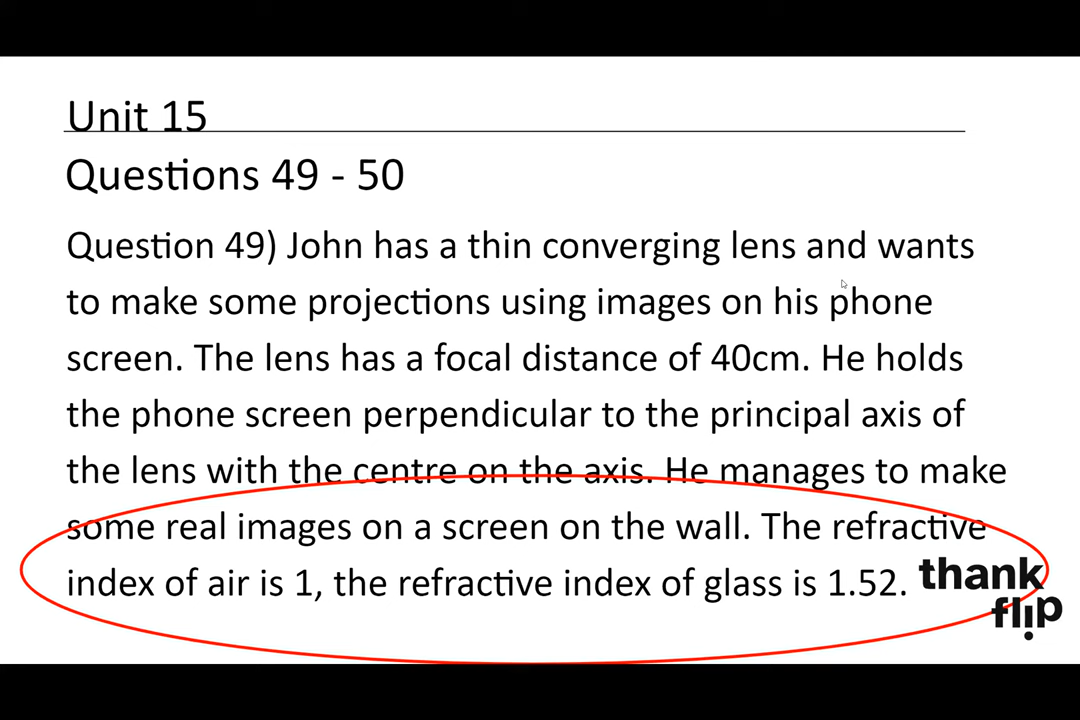 Unit 15
Questions 49 - 50
Question 49) John has a thin converging lens and wants
to make some projections using images on his phone
screen. The lens has a focal distance of 40cm. He holds
the phone screen perpendicular to the principal axis of
the lens with the centre on the axis. He manages to make
some real images on a screen on the wall. The refractive
index of air is 1, the refractive index of glass is 1.52.
thank
flip